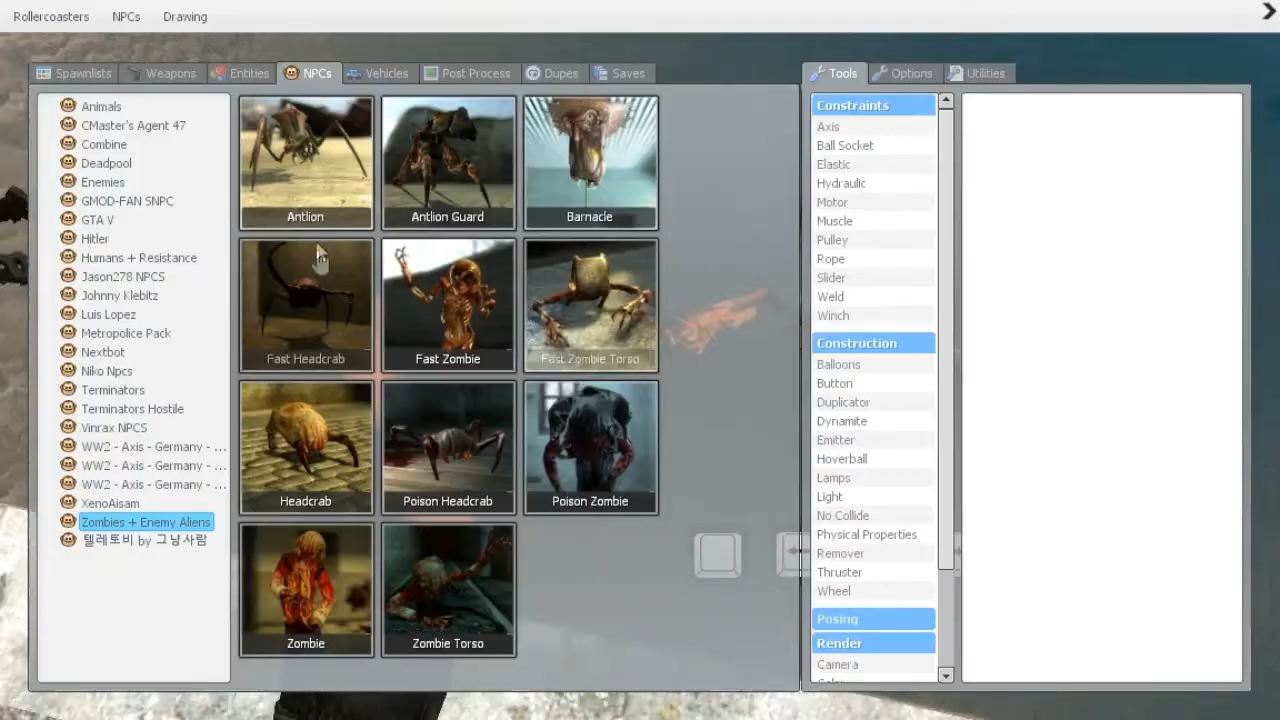 Rollercoasters NPCs Drawing
Spawnlists Weapons Entities NPCs Vehicles Post Process Dupes Saves
Animals
CMaster's Agent 47
Combine
Deadpool
Enemies
GMOD-FAN SNPC
GTA V
Hitler
Humans + Resistance
Jason278 NPCS
Johnny Klebitz
Luis Lopez
Metropolice Pack
Nextbot
Niko Npcs
Terminators
Terminators Hostile
Vinrax NPCS
WW2 - Axis - Germany - ...
WW2 - Axis - Germany - ...
WW2 - Axis - Germany - ...
XenoAisam
Zombies + Enemy Aliens
텔레토비 by 그냥사람
Antlion Antlion Guard Barnacle
Fast Headcrab Fast Zombie Fast Zombie Torso
Headcrab Poison Headcrab Poison Zombie
Zombie Zombie Torso
Tools Options Utilities
Constraints
Axis
Ball Socket
Elastic
Hydraulic
Motor
Muscle
Pulley
Rope
Slider
Weld
Winch
Construction
Balloons
Button
Duplicator
Dynamite
Emitter
Hoverball
Lamps
Light
No Collide
Physical Properties
Remover
Thruster
Wheel
Posing
Render
Camera